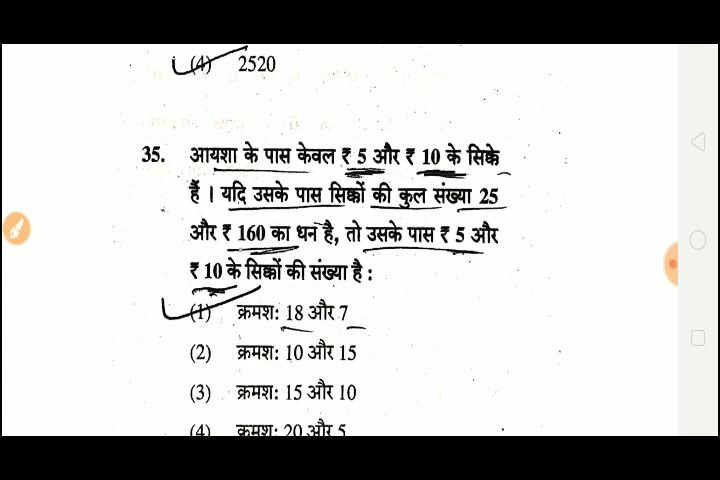 (4) 2520
35. आयशा के पास केवल ₹ 5 और ₹ 10 के सिक्के
हैं । यदि उसके पास सिक्कों की कुल संख्या 25
और ₹ 160 का धन है, तो उसके पास ₹ 5 और
₹ 10 के सिक्कों की संख्या है :
(1) क्रमश: 18 और 7
(2) क्रमश: 10 और 15
(3) क्रमश: 15 और 10
(4) क्रमश: 20 और 5